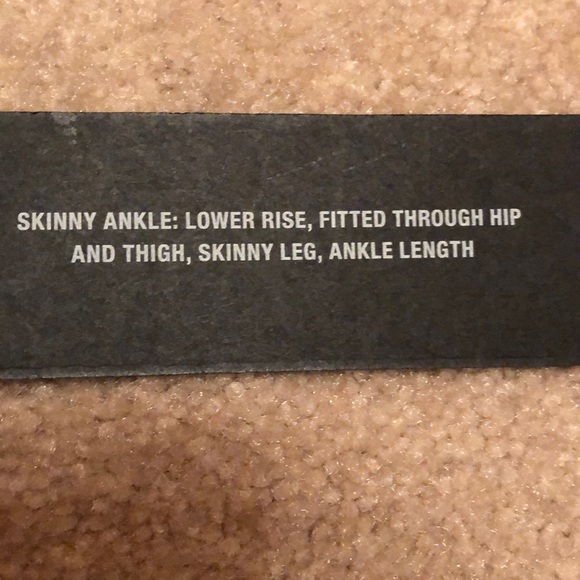 SKINNY ANKLE: LOWER RISE, FITTED THROUGH HIP
AND THIGH, SKINNY LEG, ANKLE LENGTH